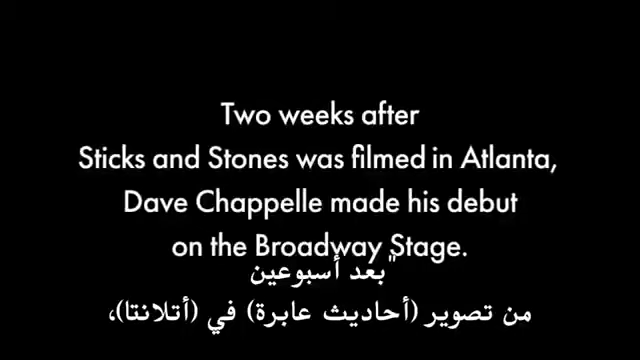 Two weeks after
Sticks and Stones was filmed in Atlanta,
Dave Chappelle made his debut
on the Broadway Stage.
"بعد أسبوعين
من تصوير (أحاديث عابرة) في (أتلانتا)،